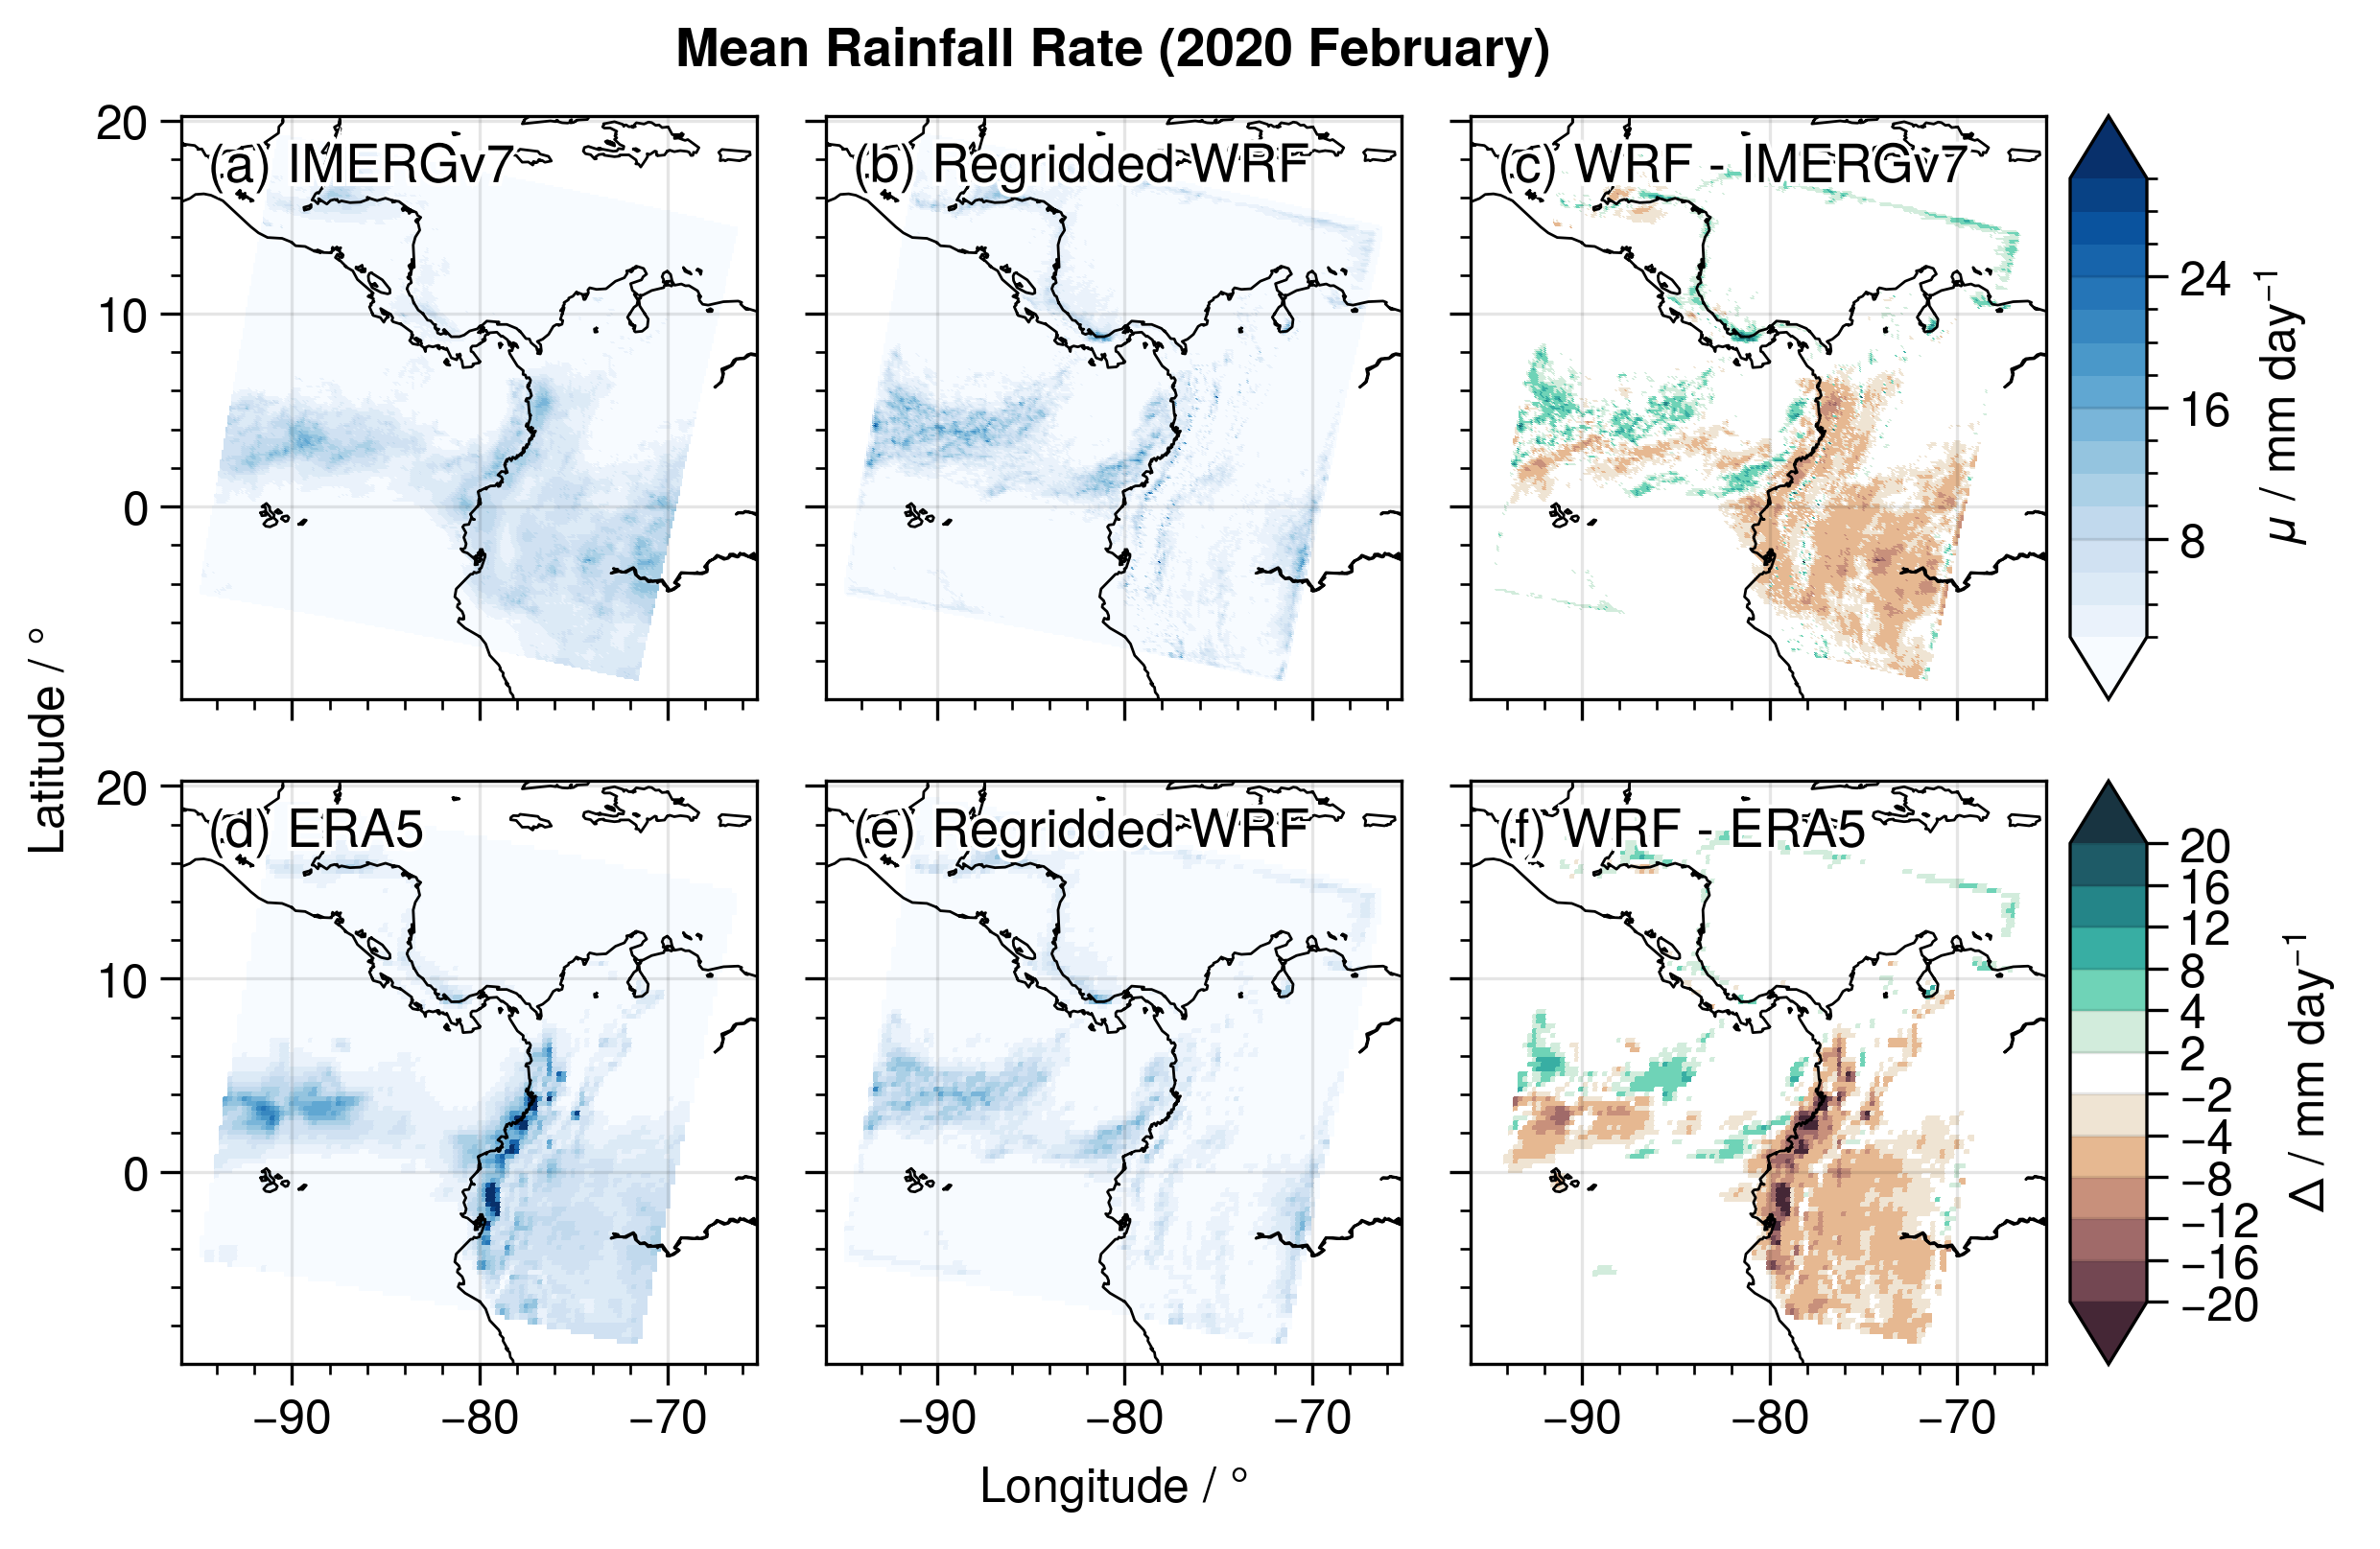 Mean Rainfall Rate (2020 February)
(a) IMERGv7
(b) Regridded WRF
(c) WRF - IMERGv7
20
10
0
24
16
8
μ / mm day⁻¹
Latitude / °
(d) ERA5
(e) Regridded WRF
(f) WRF - ERA5
20
10
0
20
16
12
8
4
2
−2
−4
−8
−12
−16
−20
Δ / mm day⁻¹
−90 −80 −70 −90 −80 −70 −90 −80 −70
Longitude / °